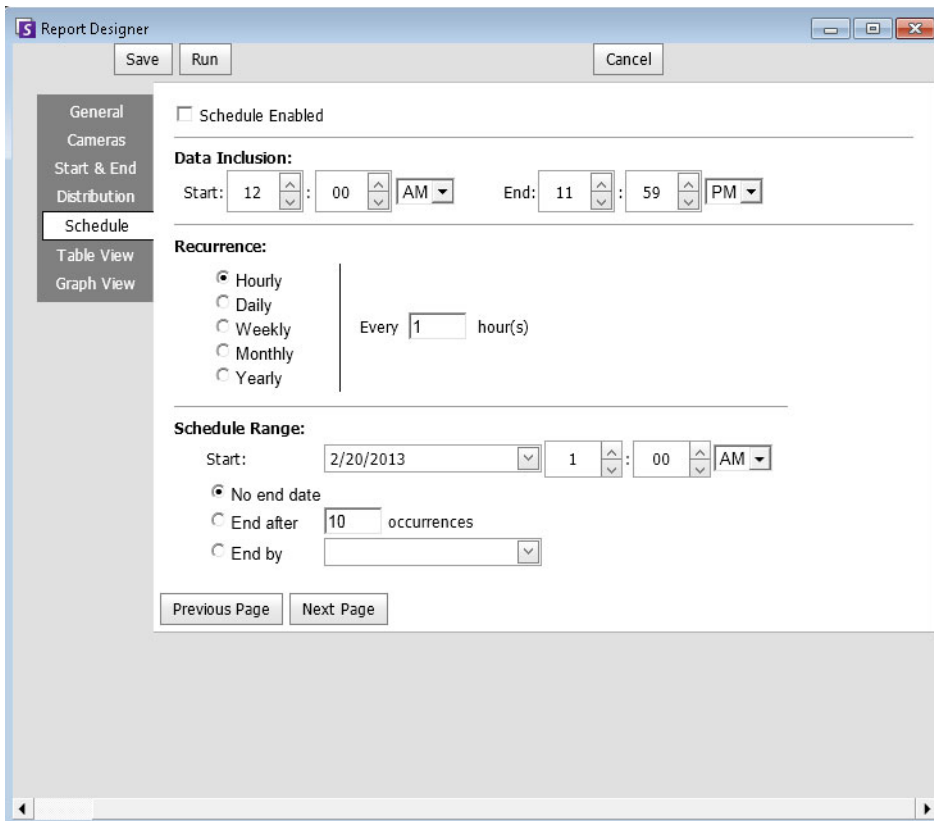 Report Designer
Save Run Cancel
General
Cameras
Start & End
Distribution
Schedule
Table View
Graph View
Schedule Enabled
Data Inclusion:
Start: 12 : 00 AM End: 11 : 59 PM
Recurrence:
Hourly
Daily
Weekly
Monthly
Yearly
Every 1 hour(s)
Schedule Range:
Start: 2/20/2013 1 : 00 AM
No end date
End after 10 occurrences
End by
Previous Page Next Page